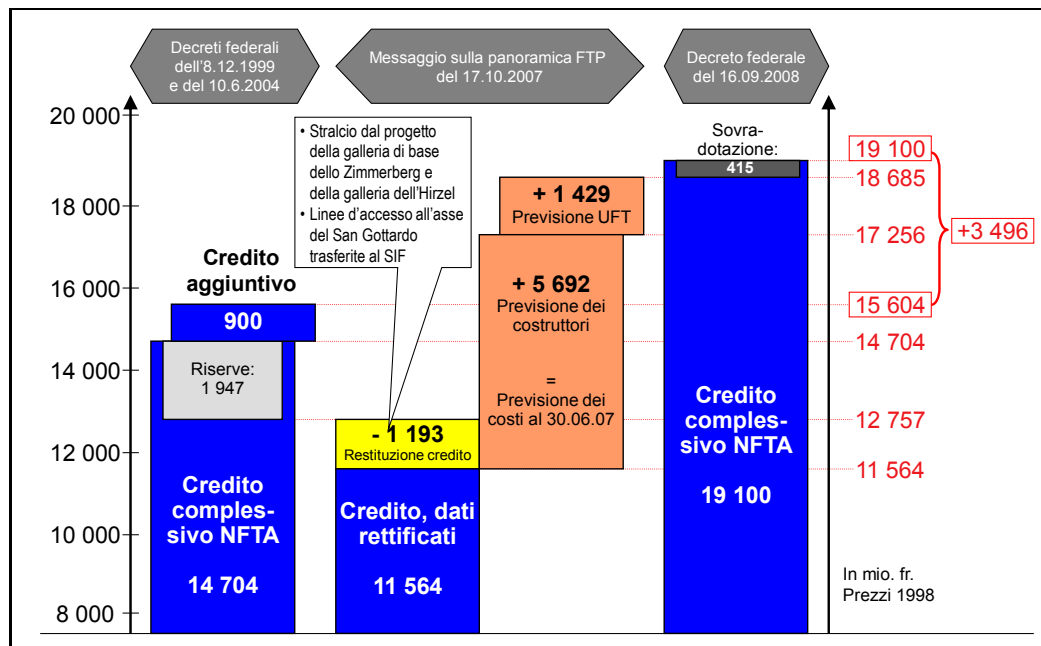 Decreti federali
dell'8.12.1999
e del 10.6.2004
Messaggio sulla panoramica FTP
del 17.10.2007
Decreto federale
del 16.09.2008
20 000
18 000
16 000
14 000
12 000
10 000
8 000
Credito
aggiuntivo
900
Riserve:
1 947
Credito
comples-
sivo NFTA
14 704
• Stralcio dal progetto
della galleria di base
dello Zimmerberg e
della galleria dell'Hirzel
• Linee d'accesso all'asse
del San Gottardo
trasferite al SIF
- 1 193
Restituzione credito
Credito, dati
rettificati
11 564
+ 1 429
Previsione UFT
+ 5 692
Previsione dei
costruttori
=
Previsione dei
costi al 30.06.07
Sovra-
dotazione:
415
Credito
comples-
sivo NFTA
19 100
19 100
18 685
17 256
15 604
14 704
12 757
11 564
+3 496
In mio. fr.
Prezzi 1998